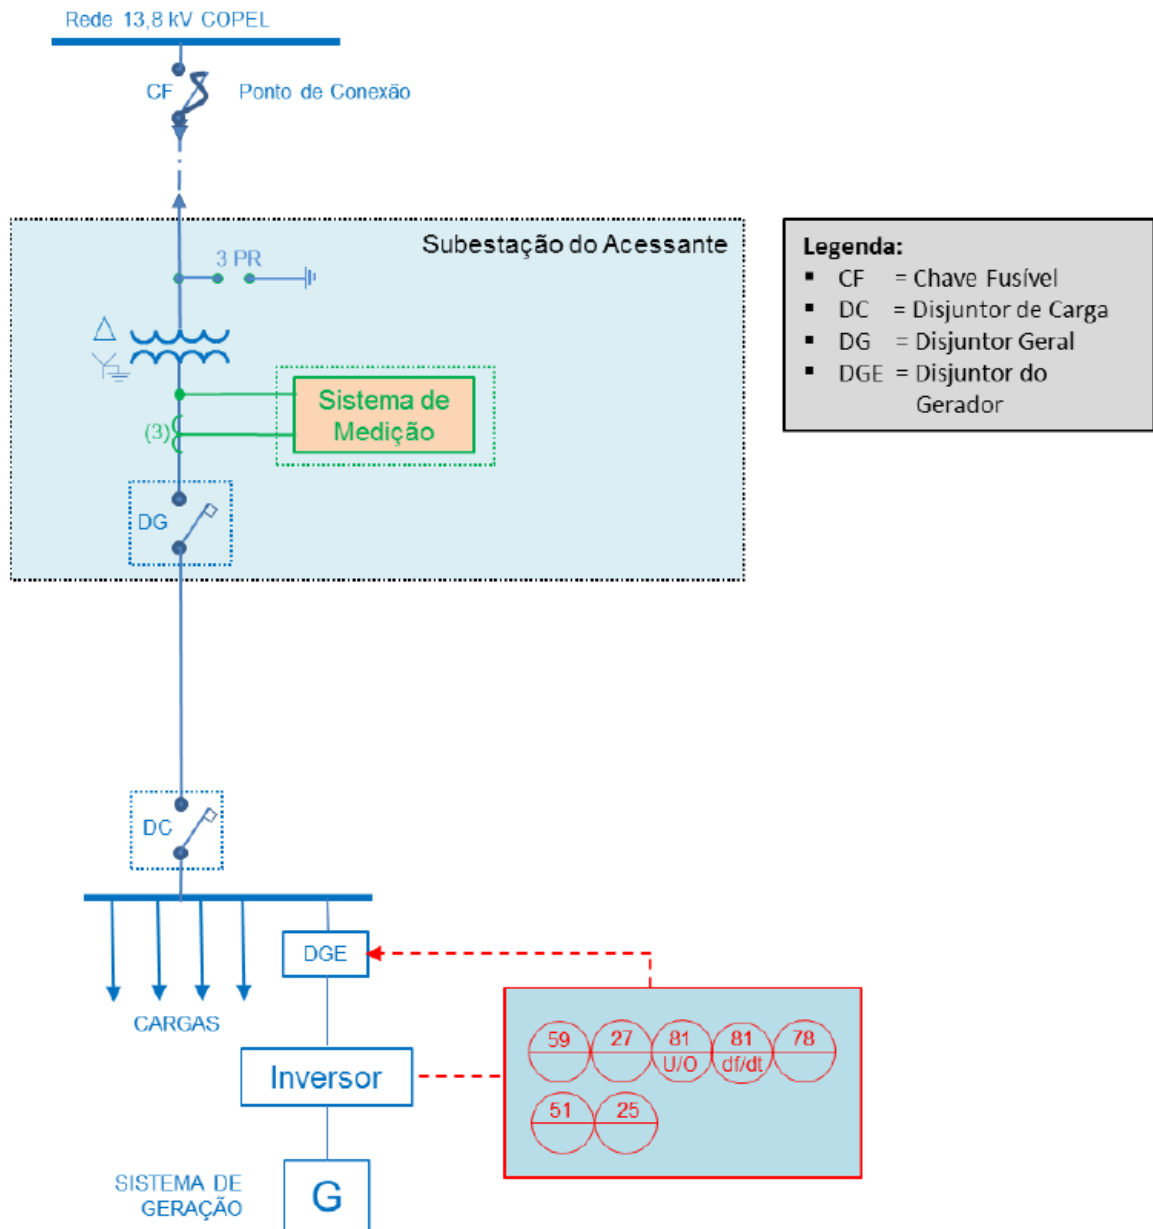 Rede 13,8 kV COPEL
CF
Ponto de Conexão
Subestação do Acessante
3 PR
Sistema de
Medição
(3)
DG
Legenda:
▪ CF = Chave Fusível
▪ DC = Disjuntor de Carga
▪ DG = Disjuntor Geral
▪ DGE = Disjuntor do
Gerador
DC
DGE
CARGAS
Inversor
59 27 81 81 78
U/O df/dt
51 25
SISTEMA DE
GERAÇÃO
G